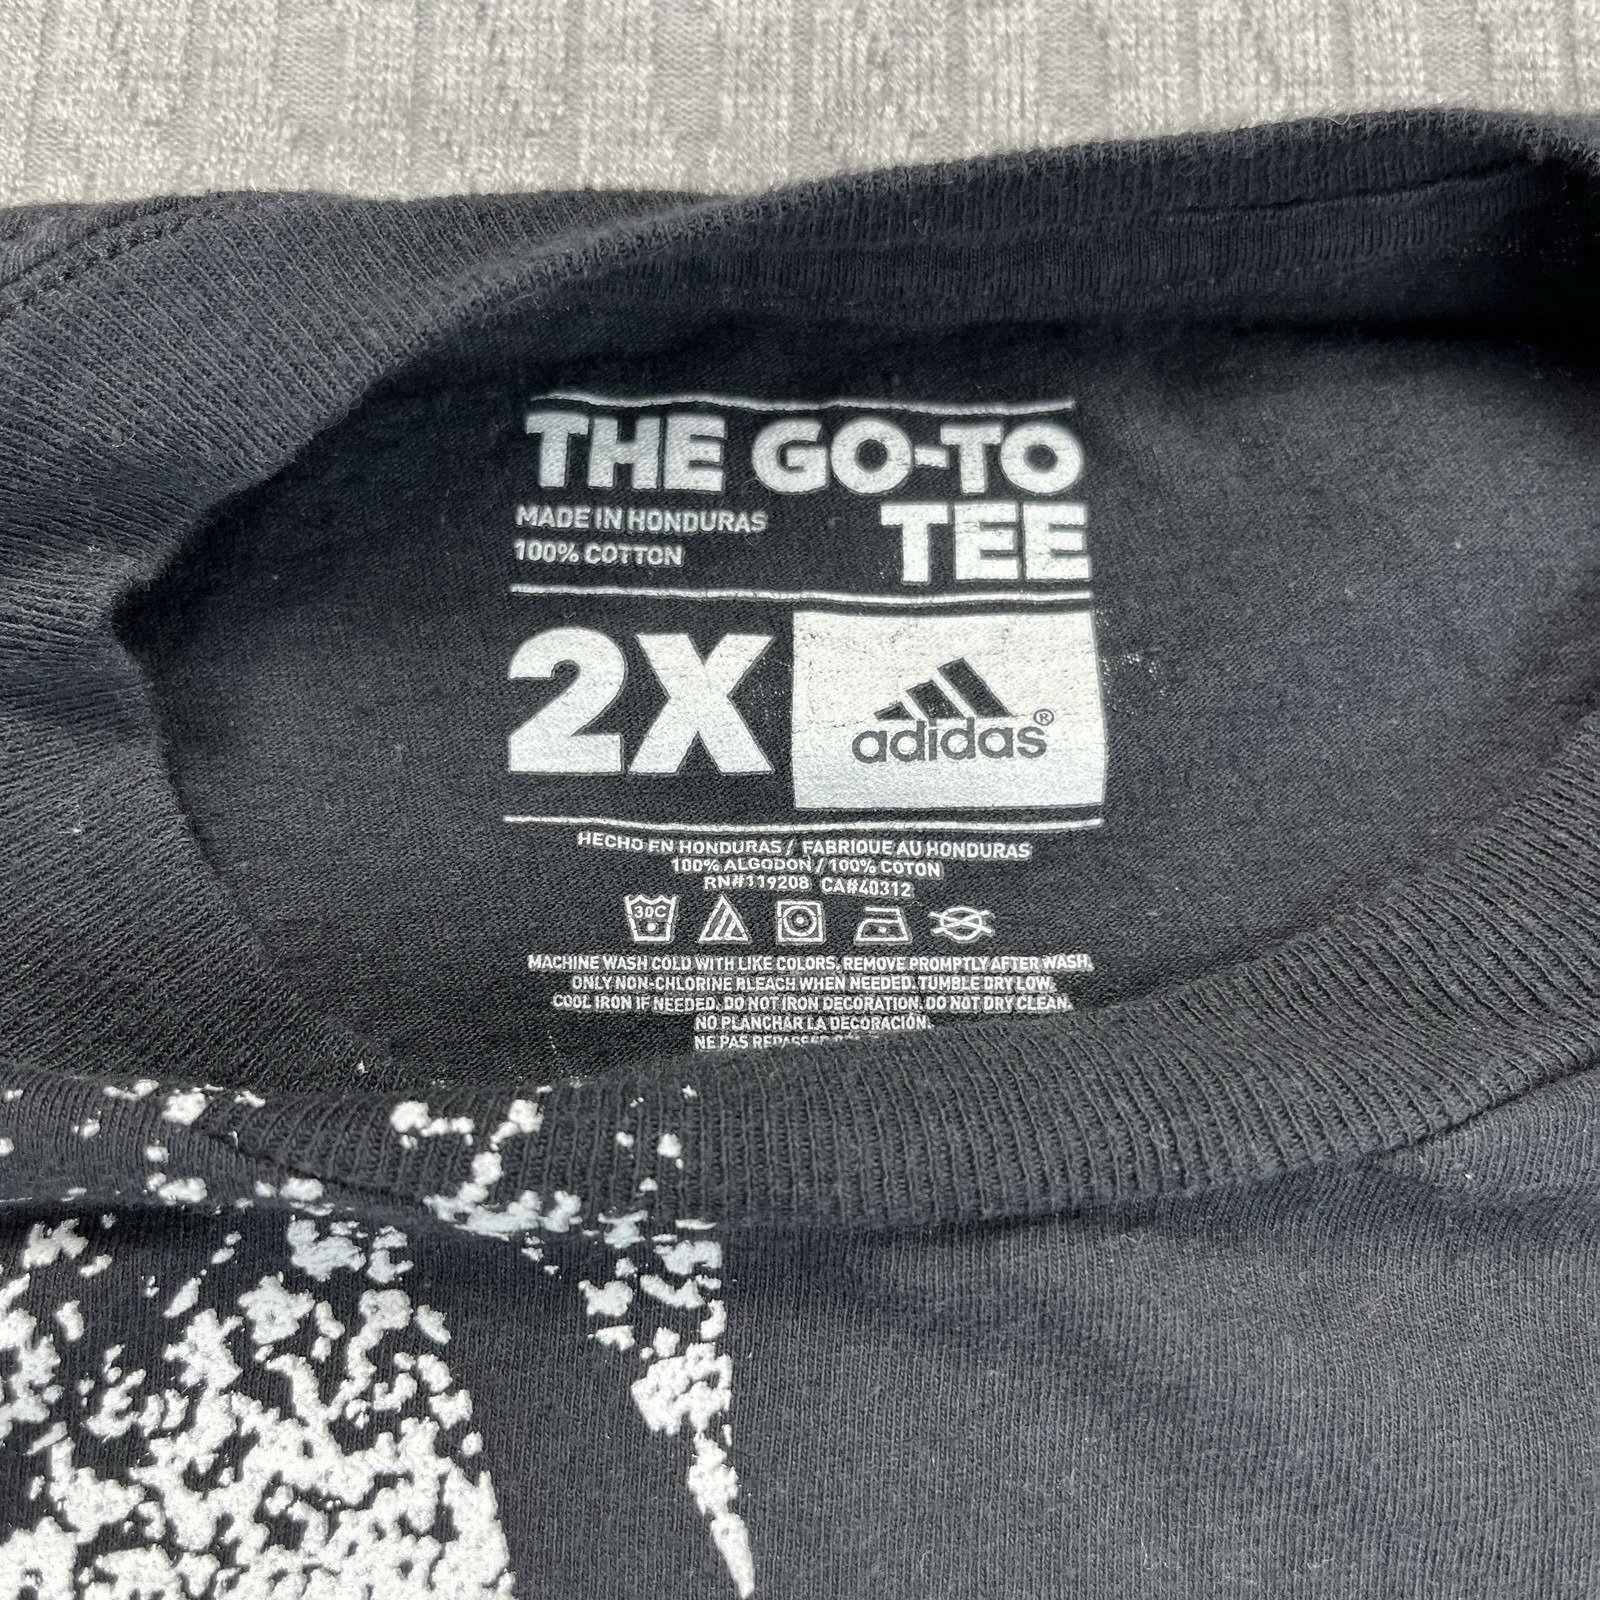 THE GO-TO
TEE
MADE IN HONDURAS
100% COTTON
2X
adidas®
HECHO EN HONDURAS / FABRIQUE AU HONDURAS
100% ALGODON / 100% COTON
RN#119208 CA#40312
30C
MACHINE WASH COLD WITH LIKE COLORS. REMOVE PROMPTLY AFTER WASH.
ONLY NON-CHLORINE BLEACH WHEN NEEDED. TUMBLE DRY LOW.
COOL IRON IF NEEDED. DO NOT IRON DECORATION. DO NOT DRY CLEAN.
NO PLANCHAR LA DECORACIÓN.
NE PAS REPASSER